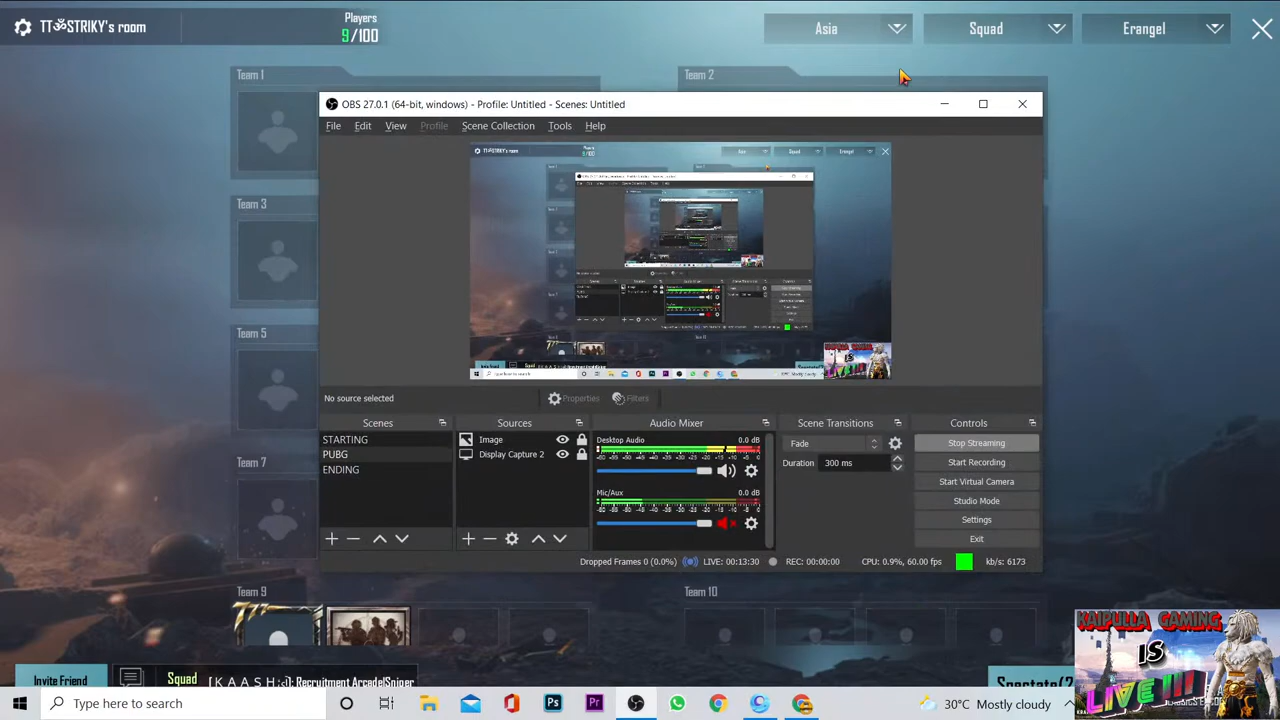 TTॐSTRIKY's room
Players
9/100
Asia
Squad
Erangel
Team 1
Team 2
OBS 27.0.1 (64-bit, windows) - Profile: Untitled - Scenes: Untitled
File Edit View Profile Scene Collection Tools Help
Team 3
Team 5
Team 7
No source selected
Properties
Filters
Scenes
STARTING
PUBG
ENDING
Sources
Image
Display Capture 2
Audio Mixer
Desktop Audio 0.0 dB
Mic/Aux 0.0 dB
Scene Transitions
Fade
Duration 300 ms
Controls
Stop Streaming
Start Recording
Start Virtual Camera
Studio Mode
Settings
Exit
Dropped Frames 0 (0.0%) LIVE: 00:13:30 REC: 00:00:00 CPU: 0.9%, 60.00 fps kb/s: 6173
Team 9
Team 10
KAIPULLA GAMING
IS
LIVE!!!
Invite Friend
Squad
Recruitment ArcadeSniper
Type here to search
30°C Mostly cloudy